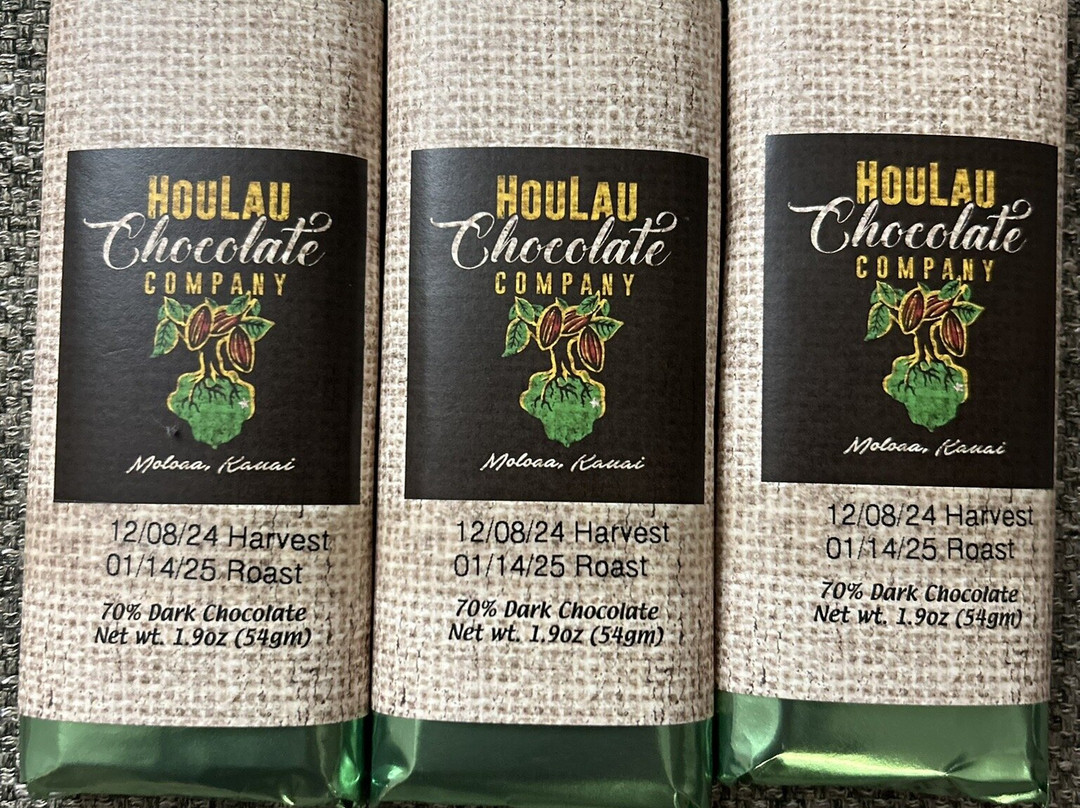 HOULAU
Chocolate
COMPANY
Moloaa, Kauai
12/08/24 Harvest
01/14/25 Roast
70% Dark Chocolate
Net wt. 1.9oz (54gm)
HOULAU
Chocolate
COMPANY
Moloaa, Kauai
12/08/24 Harvest
01/14/25 Roast
70% Dark Chocolate
Net wt. 1.9oz (54gm)
HOULAU
Chocolate
COMPANY
Moloaa, Kauai
12/08/24 Harvest
01/14/25 Roast
70% Dark Chocolate
Net wt. 1.9oz (54gm)